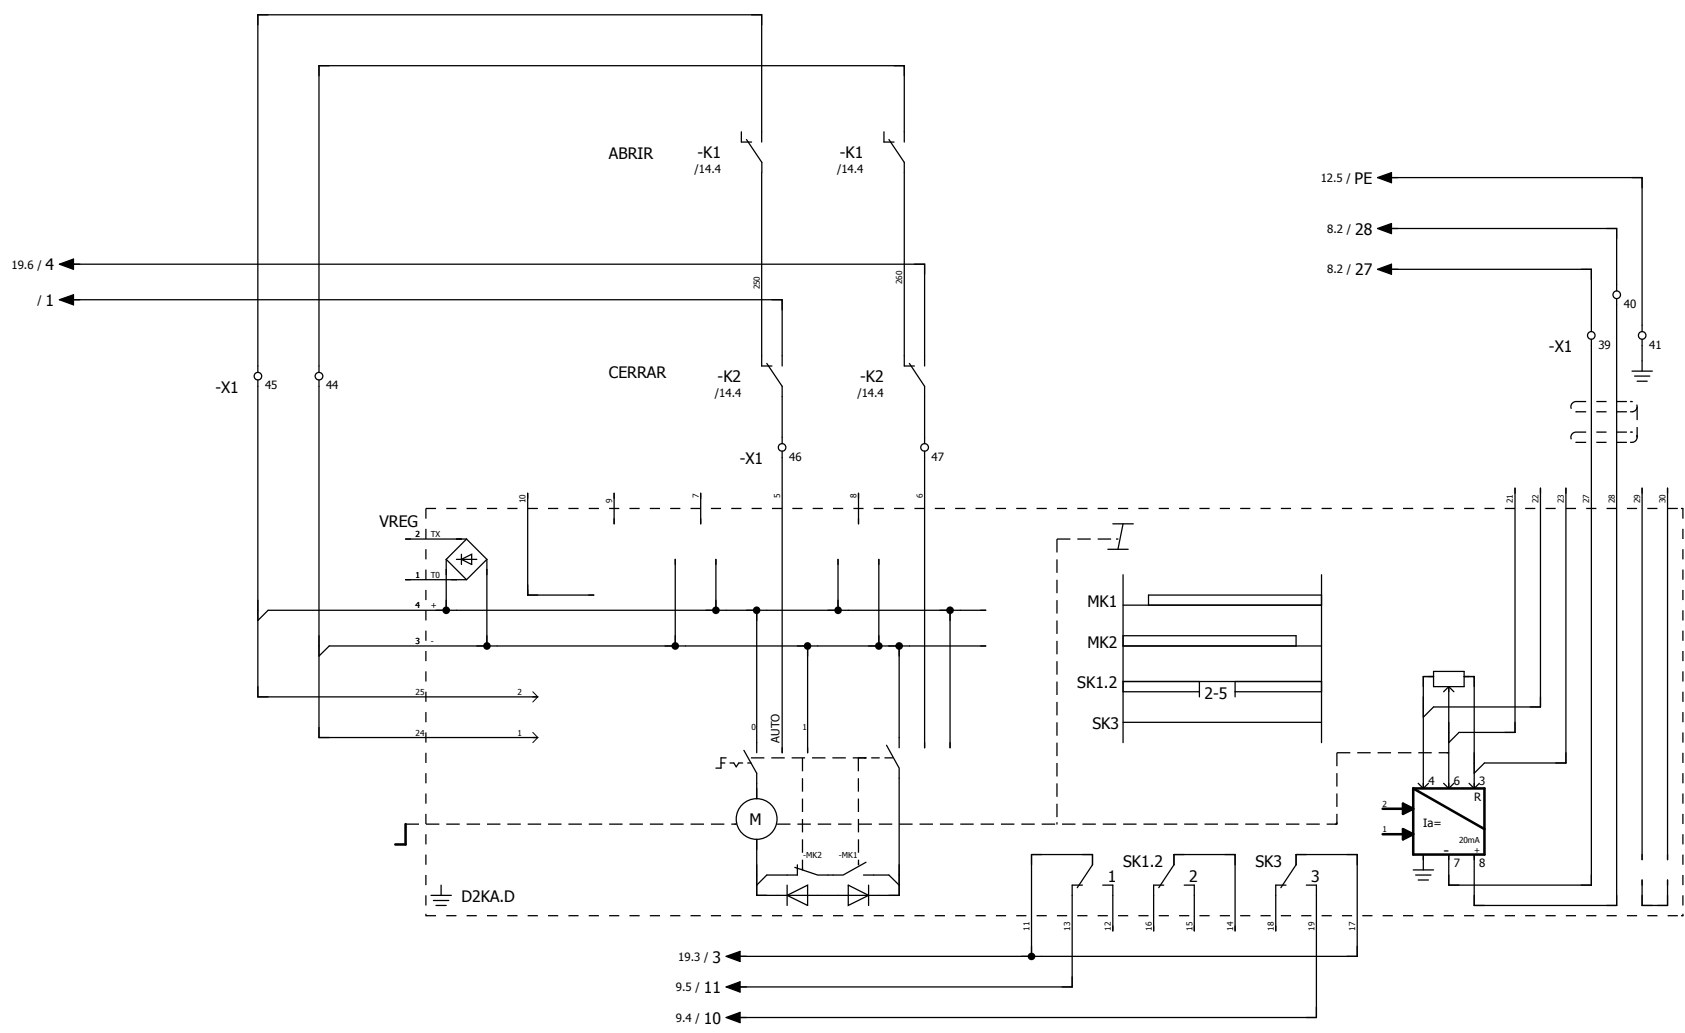 ABRIR
-K1
/14.4
-K1
/14.4
12.5 / PE
8.2 / 28
8.2 / 27
19.6 / 4
/ 1
250
260
40
-X1
39
41
CERRAR
-K2
/14.4
-K2
/14.4
-X1
45
44
-X1
46
47
10
9
7
5
8
6
21
22
23
27
28
29
30
VREG
2
TX
1
T0
4
+
3
-
MK1
MK2
SK1.2
2-5
SK3
25
2
24
1
0
AUTO
1
M
-MK2
-MK1
4
6
3
R
2
1
Ia=
20mA
-
+
7
8
SK1.2
SK3
1
2
3
D2KA.D
11
13
12
16
15
14
18
19
17
19.3 / 3
9.5 / 11
9.4 / 10